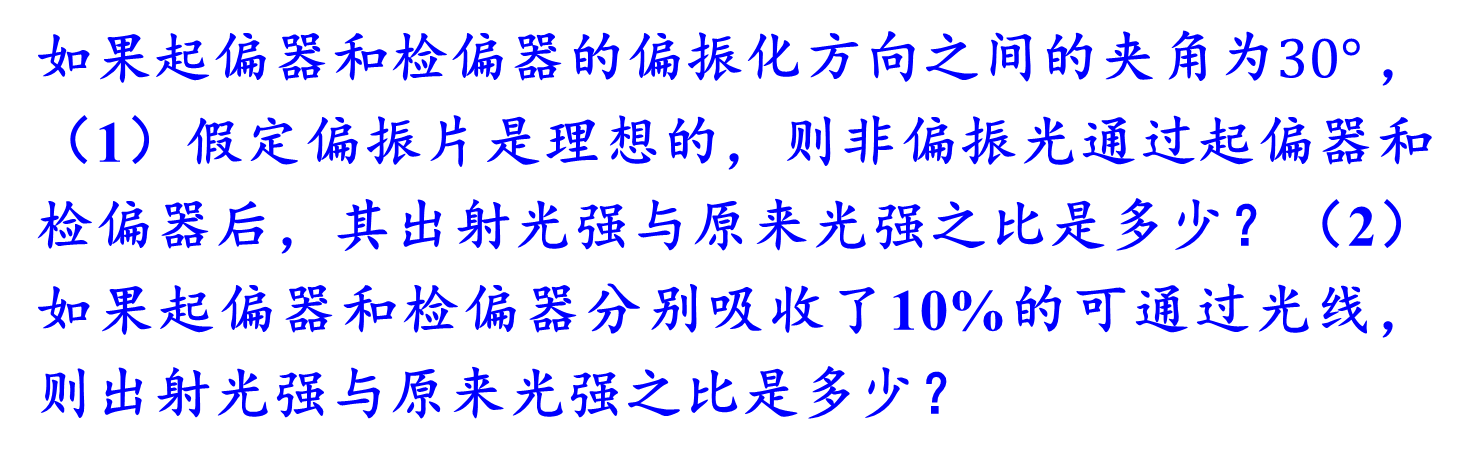 如果起偏器和检偏器的偏振化方向之间的夹角为30°，
（1）假定偏振片是理想的，则非偏振光通过起偏器和
检偏器后，其出射光强与原来光强之比是多少？（2）
如果起偏器和检偏器分别吸收了10%的可通过光线，
则出射光强与原来光强之比是多少？